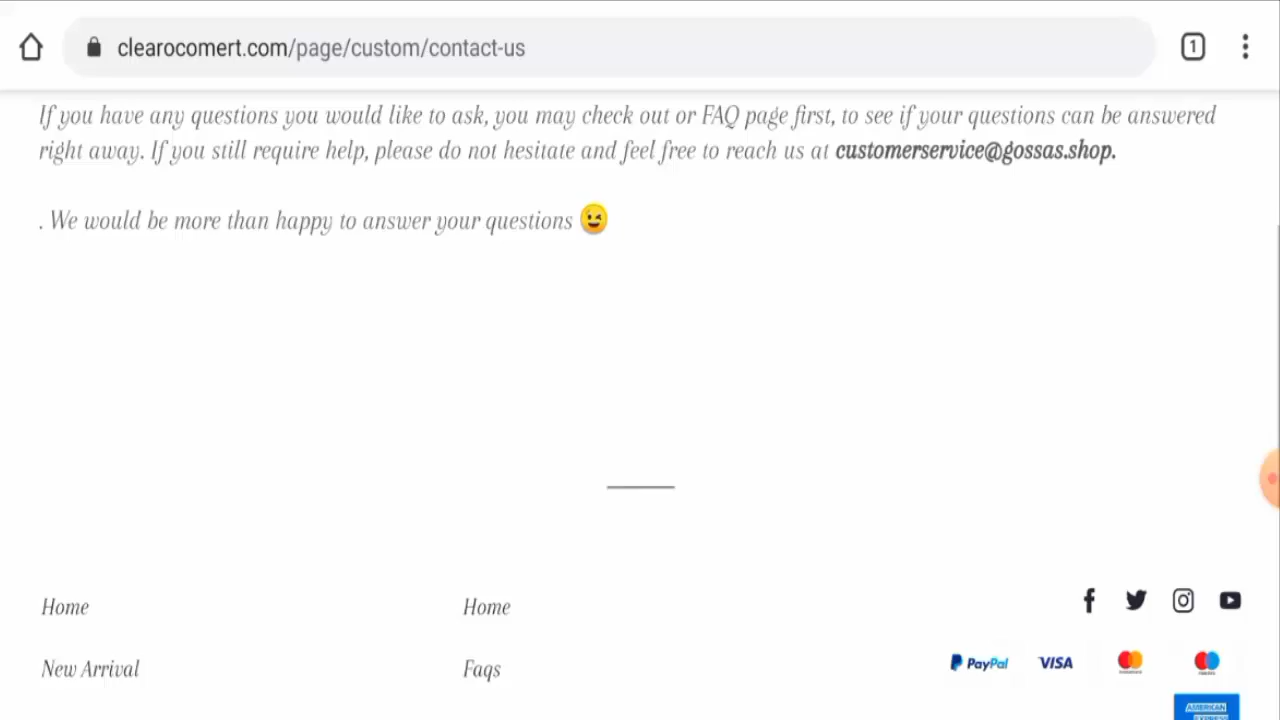 1
clearocomert.com/page/custom/contact-us
If you have any questions you would like to ask, you may check out or FAQ page first, to see if your questions can be answered
right away. If you still require help, please do not hesitate and feel free to reach us at customerservice@gossas.shop.
. We would be more than happy to answer your questions 😉
Home
Home
New Arrival
Faqs
PayPal
VISA
AMERICAN
EXPRESS